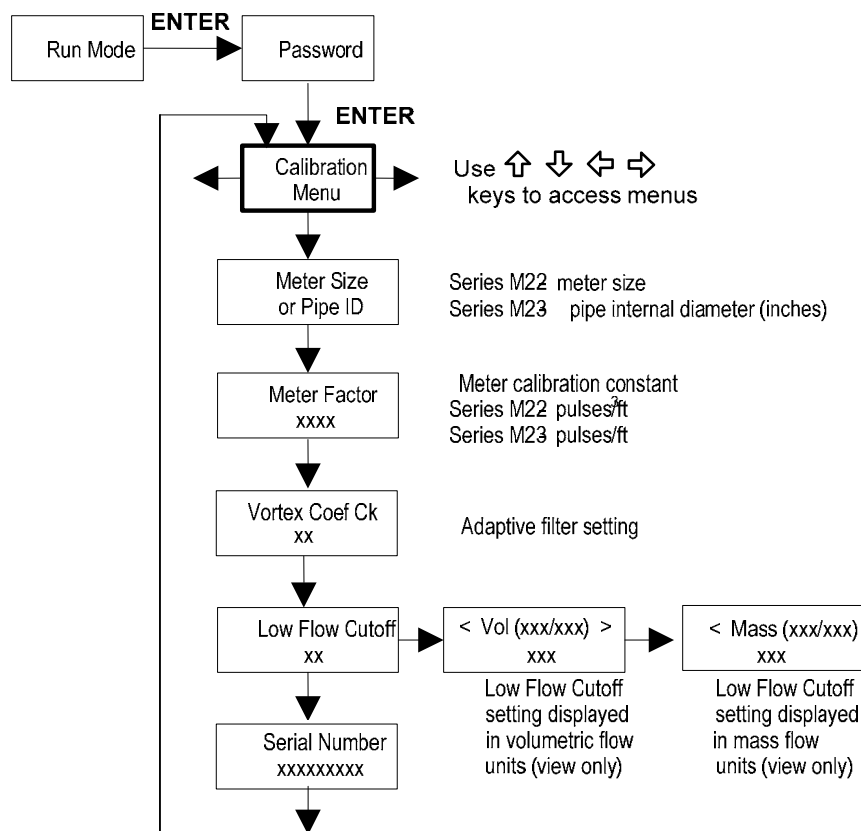 ENTER
Run Mode
Password
ENTER
Calibration
Menu
Use ⇧ ⇩ ⇦ ⇨
keys to access menus
Meter Size
or Pipe ID
Series M22- meter size
Series M23- pipe internal diameter (inches)
Meter Factor
xxxx
Meter calibration constant
Series M22- pulses/ft³
Series M23- pulses/ft
Vortex Coef Ck
xx
Adaptive filter setting
Low Flow Cutoff
xx
< Vol (xxx/xxx) >
xxx
< Mass (xxx/xxx)
xxx
Low Flow Cutoff
setting displayed
in volumetric flow
units (view only)
Low Flow Cutoff
setting displayed
in mass flow
units (view only)
Serial Number
xxxxxxxxx